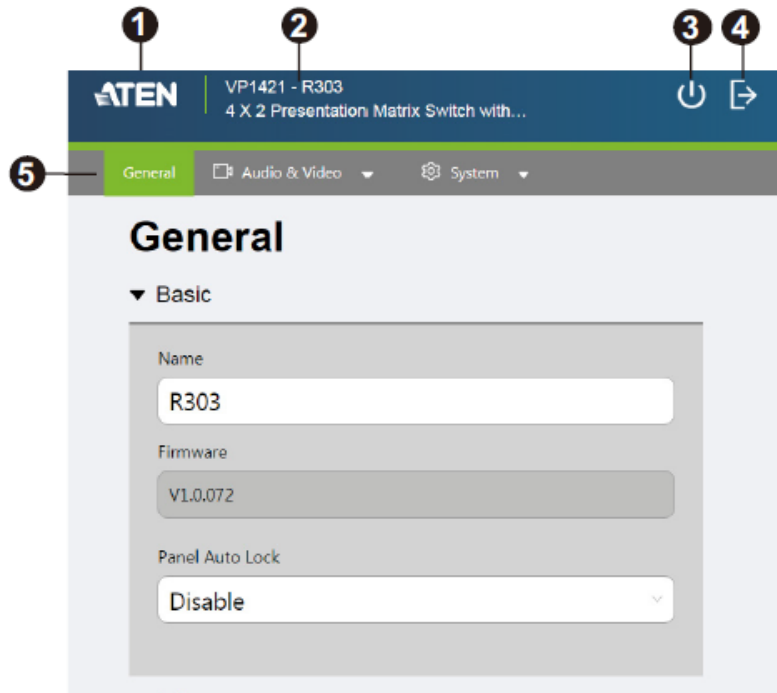 1 2 3 4
ATEN
VP1421 - R303
4 X 2 Presentation Matrix Switch with...
5
General Audio & Video System
General
Basic
Name
R303
Firmware
V1.0.072
Panel Auto Lock
Disable